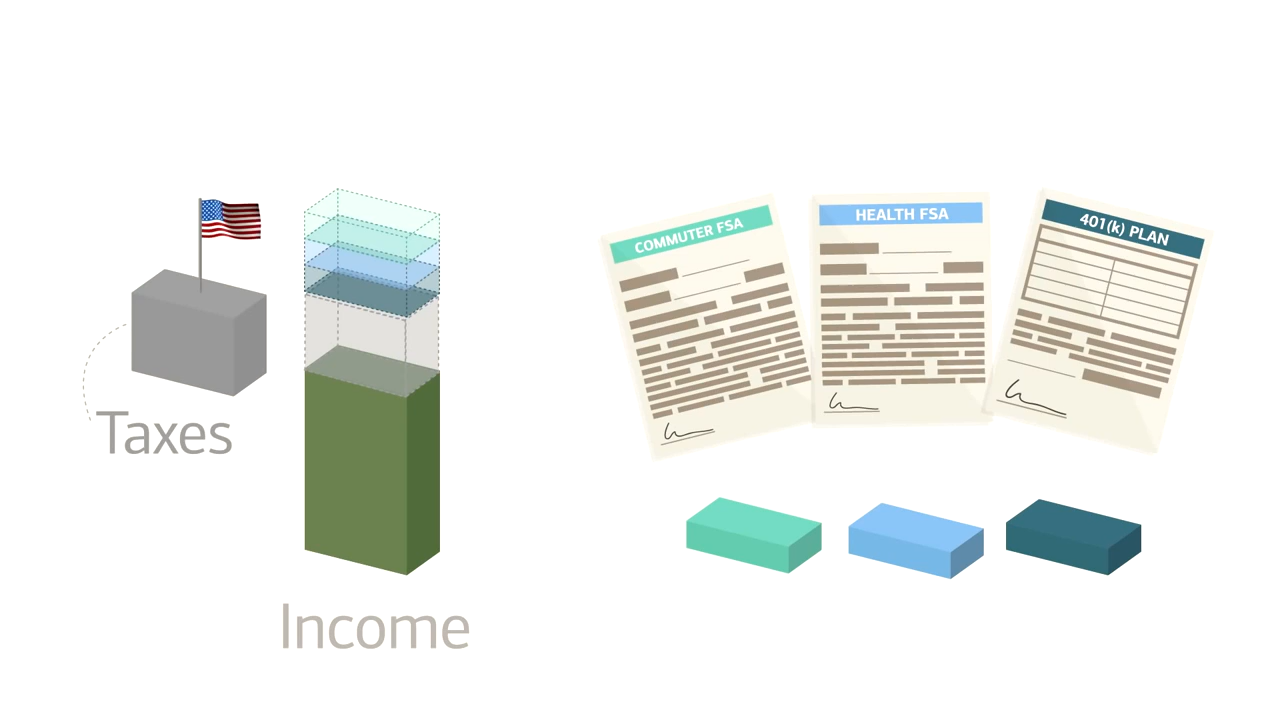 Taxes
Income
COMMUTER FSA
HEALTH FSA
401(k) PLAN